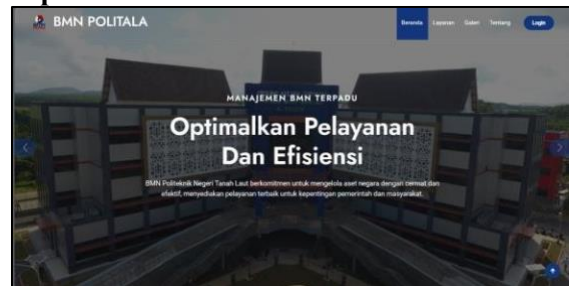 BMN POLITALA
Beranda Layanan Galeri Tentang Login
MANAJEMEN BMN TERPADU
Optimalkan Pelayanan
Dan Efisiensi
BMN Politeknik Negeri Tanah Laut berkomitmen untuk mengelola aset negara dengan cermat dan
efektif, menyediakan pelayanan terbaik untuk kepentingan pemerintah dan masyarakat.